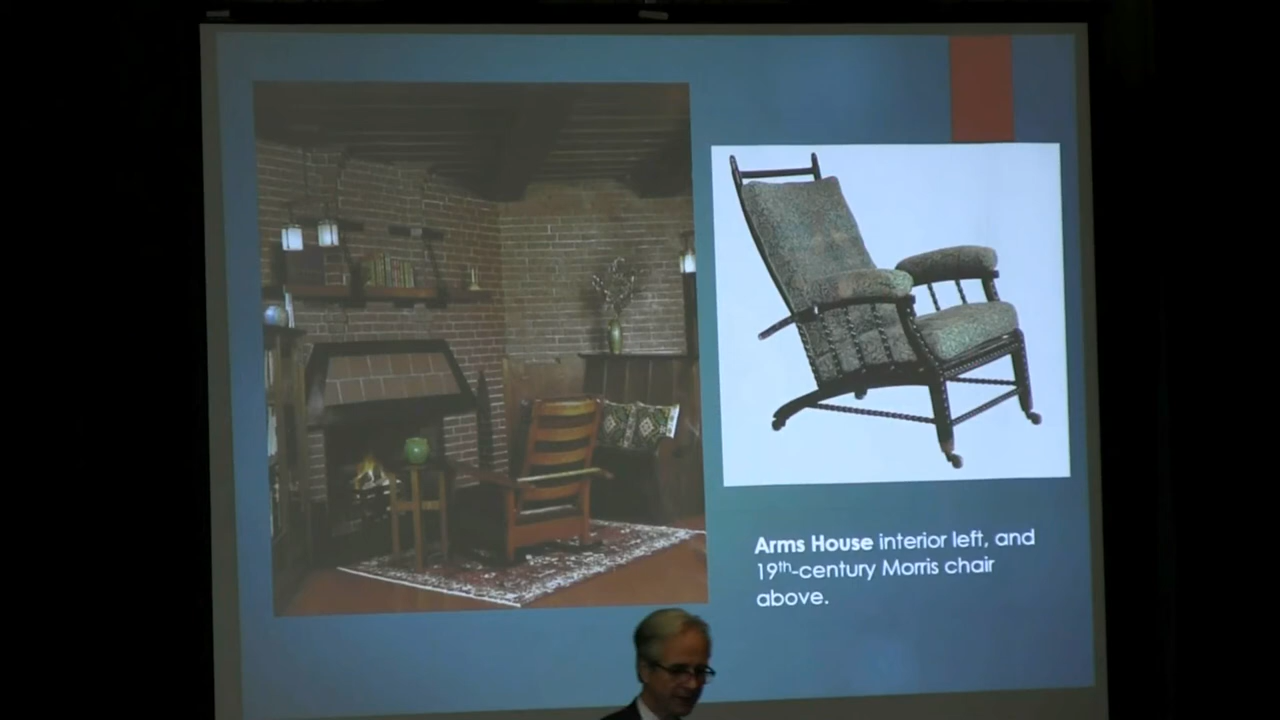 Arms House interior left, and
19th-century Morris chair
above.